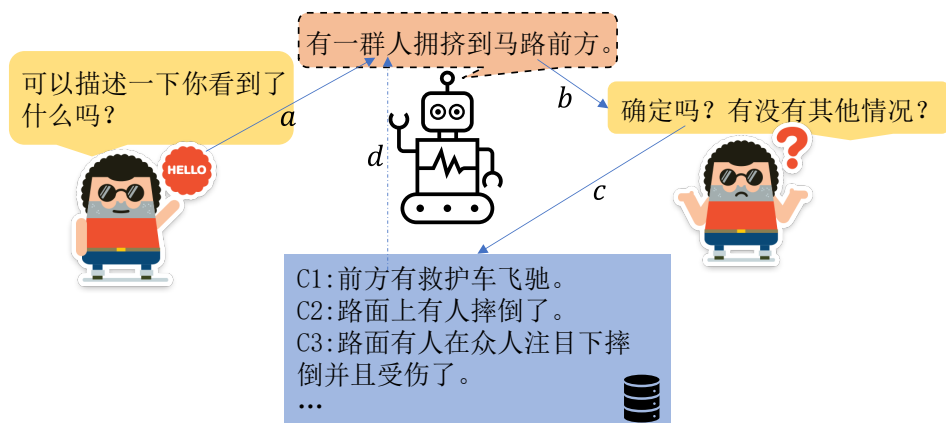 有一群人拥挤到马路前方。
可以描述一下你看到了
什么吗？
a
b
确定吗？有没有其他情况？
HELLO
d
c
C1:前方有救护车飞驰。
C2:路面上有人摔倒了。
C3:路面有人在众人注目下摔
倒并且受伤了。
…